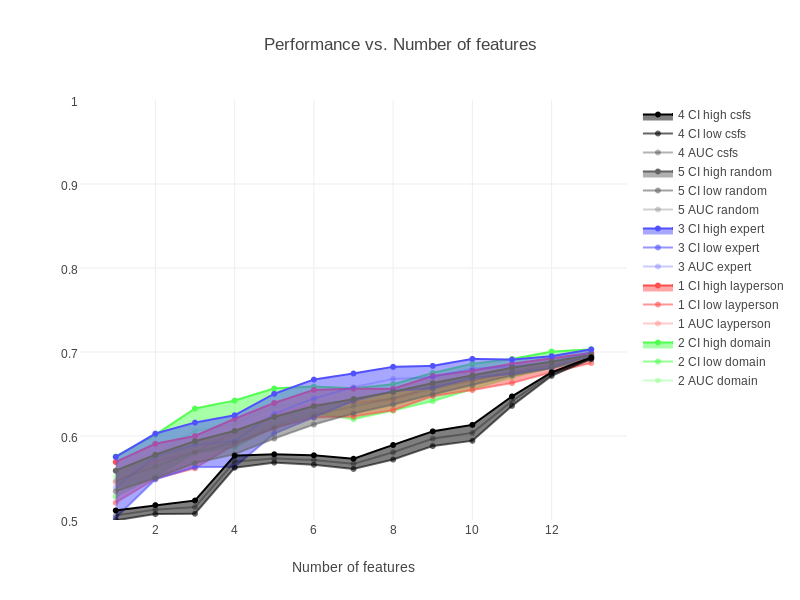 Performance vs. Number of features
1
0.9
0.8
0.7
0.6
0.5
2
4
6
8
10
12
Number of features
4 CI high csfs
4 CI low csfs
4 AUC csfs
5 CI high random
5 CI low random
5 AUC random
3 CI high expert
3 CI low expert
3 AUC expert
1 CI high layperson
1 CI low layperson
1 AUC layperson
2 CI high domain
2 CI low domain
2 AUC domain